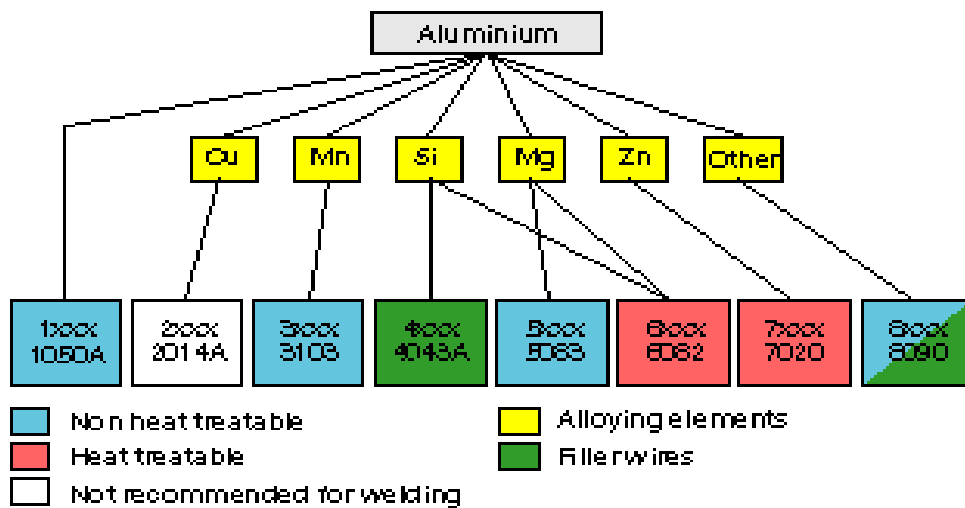 Aluminium
Cu Mn Si Mg Zn Other
1xxx 2xxx 3xxx 4xxx 5xxx 6xxx 7xxx 8xxx
1050A 2014A 3103 4043A 5083 6082 7020 8090
Non heat treatable
Alloying elements
Heat treatable
Filler wires
Not recommended for welding